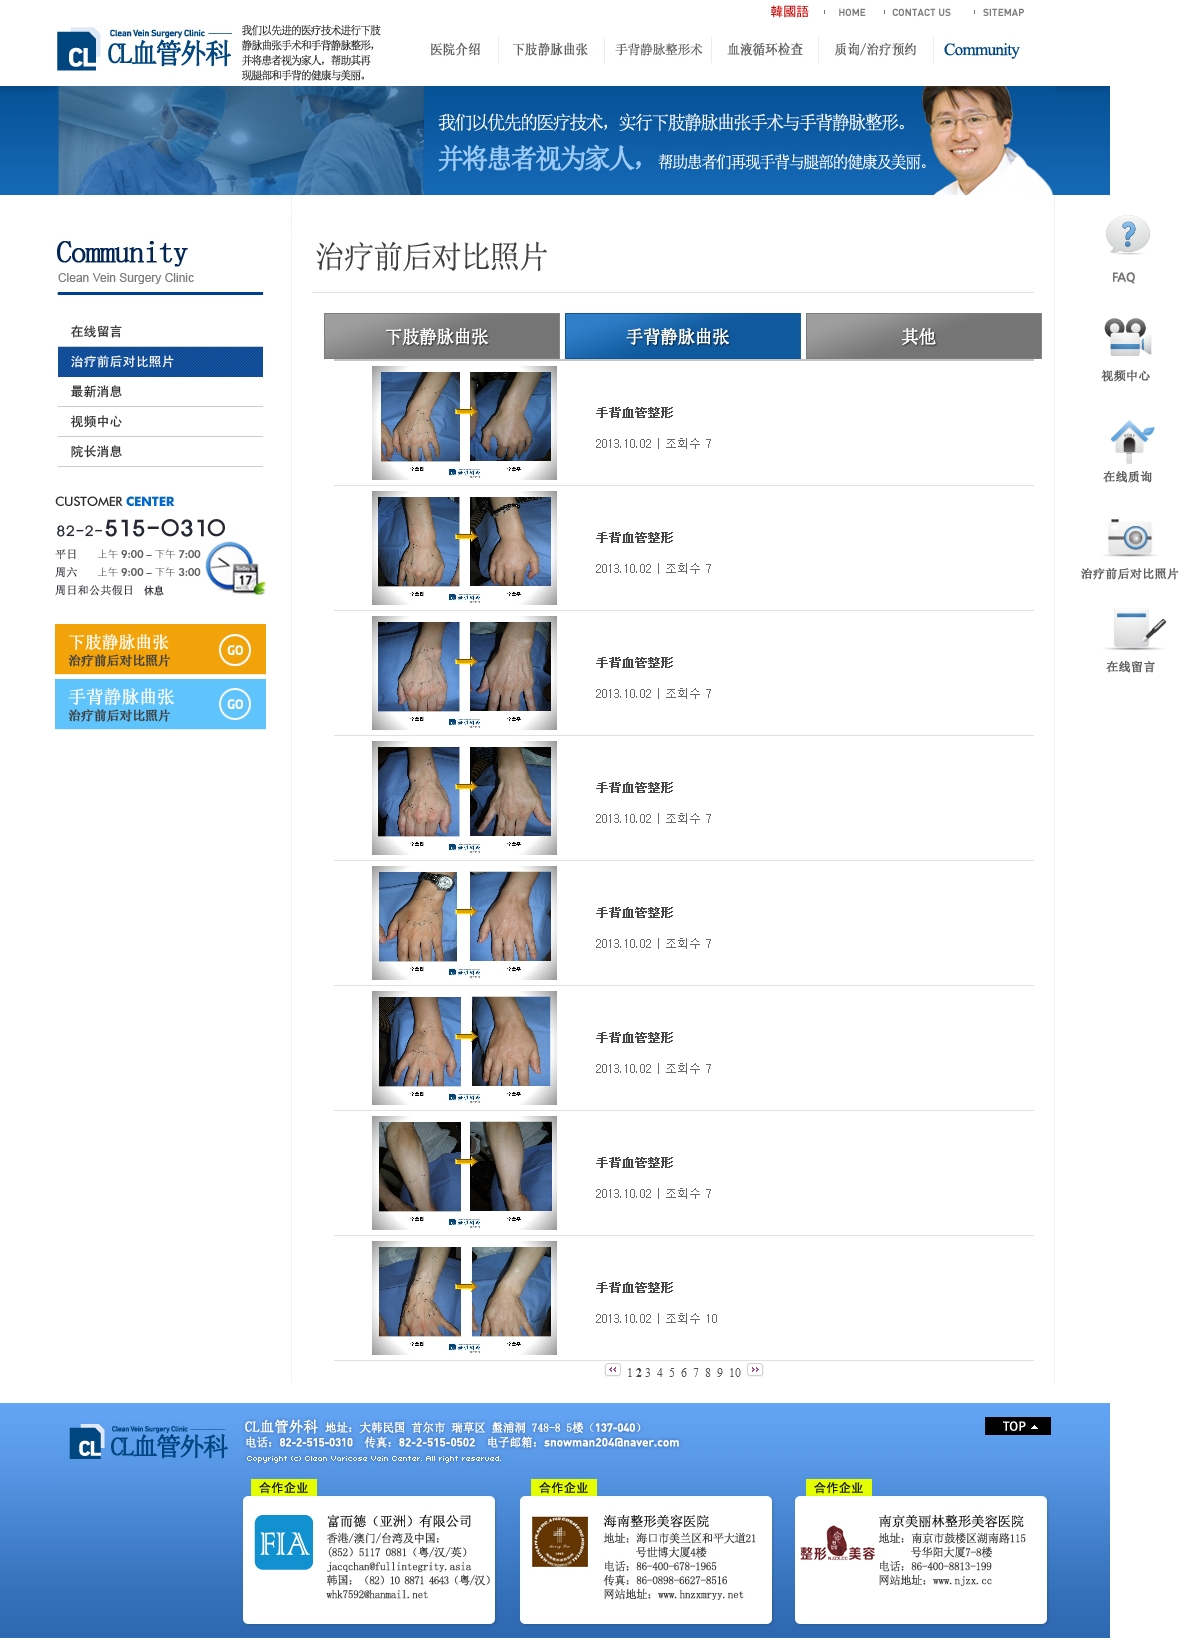 韓國語
HOME
CONTACT US
SITEMAP
Clean Vein Surgery Clinic
CL CL血管外科
我们以先进的医疗技术进行下肢
静脉曲张手术和手背静脉整形,
并将患者视为家人，帮助其再
现腿部和手背的健康与美丽。
医院介绍
下肢静脉曲张
手背静脉整形术
血液循环检查
质询/治疗预约
Community
我们以优先的医疗技术，实行下肢静脉曲张手术与手背静脉整形。
并将患者视为家人，帮助患者们再现手背与腿部的健康及美丽。
Community
Clean Vein Surgery Clinic
在线留言
治疗前后对比照片
最新消息
视频中心
院长消息
CUSTOMER CENTER
82-2-515-0310
平日 上午 9:00 – 下午 7:00
周六 上午 9:00 – 下午 3:00
周日和公共假日 休息
Today is
17
下肢静脉曲张
治疗前后对比照片
GO
手背静脉曲张
治疗前后对比照片
GO
治疗前后对比照片
下肢静脉曲张
手背静脉曲张
其他
手背血管整形
2013.10.02 | 조회수 7
手背血管整形
2013.10.02 | 조회수 7
手背血管整形
2013.10.02 | 조회수 7
手背血管整形
2013.10.02 | 조회수 7
手背血管整形
2013.10.02 | 조회수 7
手背血管整形
2013.10.02 | 조회수 7
手背血管整形
2013.10.02 | 조회수 7
手背血管整形
2013.10.02 | 조회수 10
1 2 3 4 5 6 7 8 9 10
FAQ
视频中心
在线质询
治疗前后对比照片
在线留言
Clean Vein Surgery Clinic
CL CL血管外科
CL血管外科 地址：大韩民国 首尔市 瑞草区 盤浦洞 748-8 5楼（137-040）
电话：82-2-515-0310 传真：82-2-515-0502 电子邮箱：snowman204@naver.com
Copyright (c) Clean Varicose Vein Center. All right reserved.
TOP
合作企业
FIA
富而德（亚洲）有限公司
香港/澳门/台湾及中国：
（852）5117 0881（粤/汉/英）
jacqchan@fullintegrity.asia
韩国：（82）10 8871 4643（粤/汉）
whk7592@hanmail.net
合作企业
海南整形美容医院
地址：海口市美兰区和平大道21
号世博大厦4楼
电话：86-400-678-1965
传真：86-0898-6627-8516
网站地址：www.hnzxmryy.net
合作企业
整形 美容
NJZX.CC
南京美丽林整形美容医院
地址：南京市鼓楼区湖南路115
号华阳大厦7-8楼
电话：86-400-8813-199
网站地址：www.njzx.cc